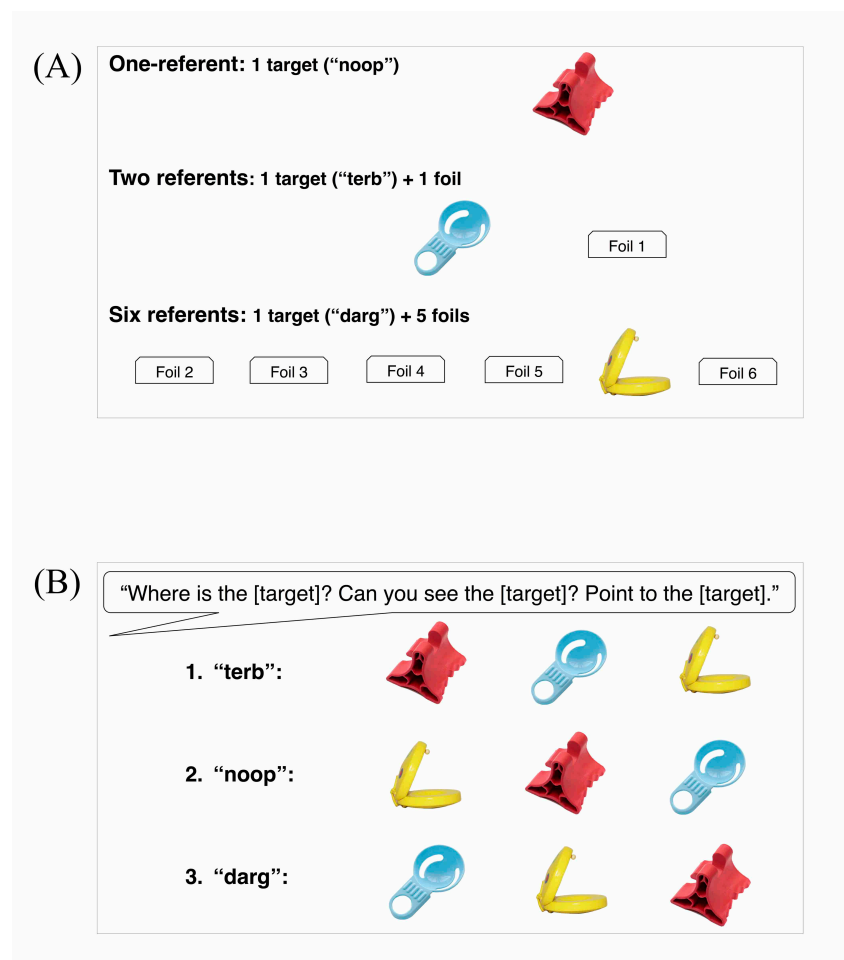 (A)
One-referent: 1 target (“noop”)
Two referents: 1 target (“terb”) + 1 foil
Foil 1
Six referents: 1 target (“darg”) + 5 foils
Foil 2 Foil 3 Foil 4 Foil 5 Foil 6
(B)
“Where is the [target]? Can you see the [target]? Point to the [target].”
1. “terb”:
2. “noop”:
3. “darg”: